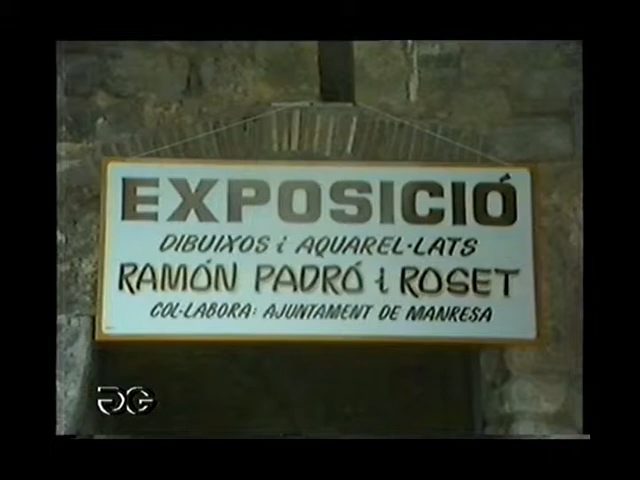 EXPOSICIÓ
DIBUIXOS i AQUAREL·LATS
RAMÓN PADRÓ i ROSET
COL·LABORA: AJUNTAMENT DE MANRESA